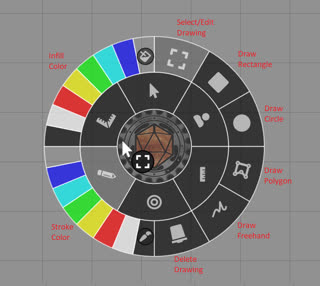 Select/Edit
Drawing
Infill
Color
Draw
Rectangle
Draw
Circle
Draw
Polygon
Stroke
Color
Draw
Freehand
Delete
Drawing